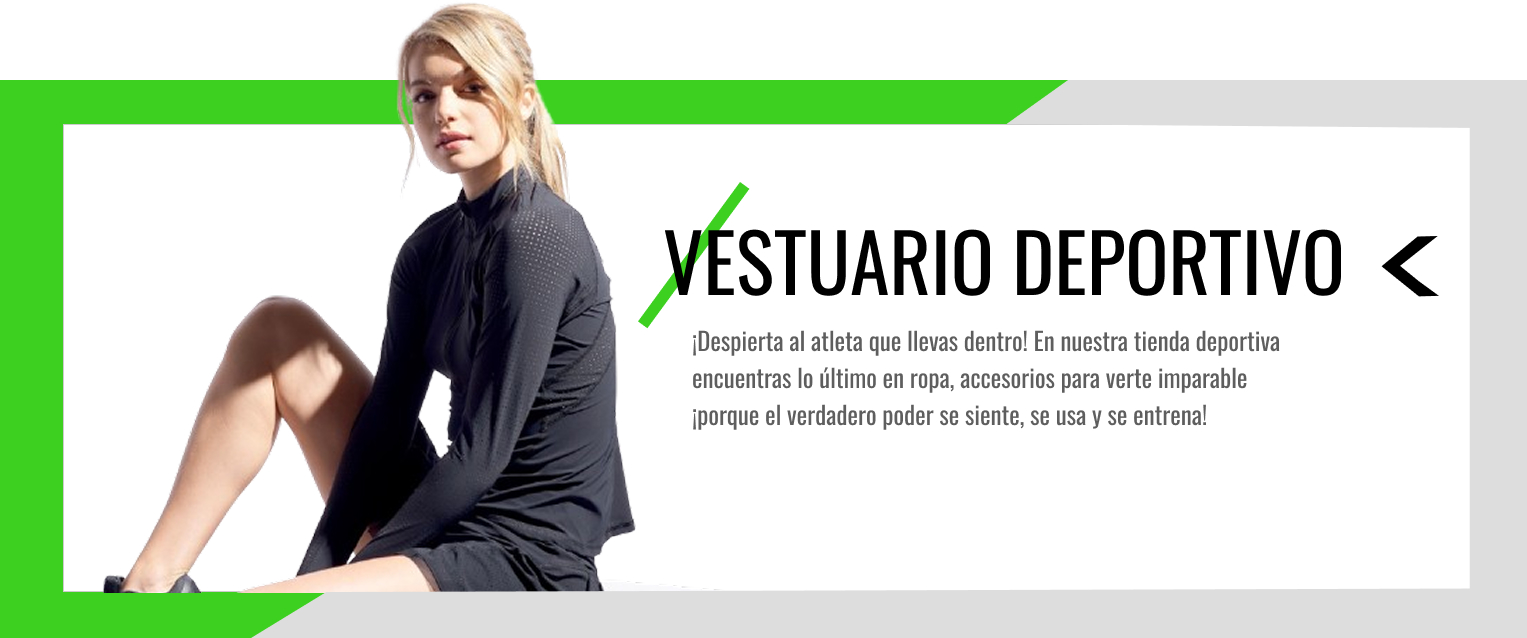 VESTUARIO DEPORTIVO
¡Despierta al atleta que llevas dentro! En nuestra tienda deportiva
encuentras lo último en ropa, accesorios para verte imparable
¡porque el verdadero poder se siente, se usa y se entrena!